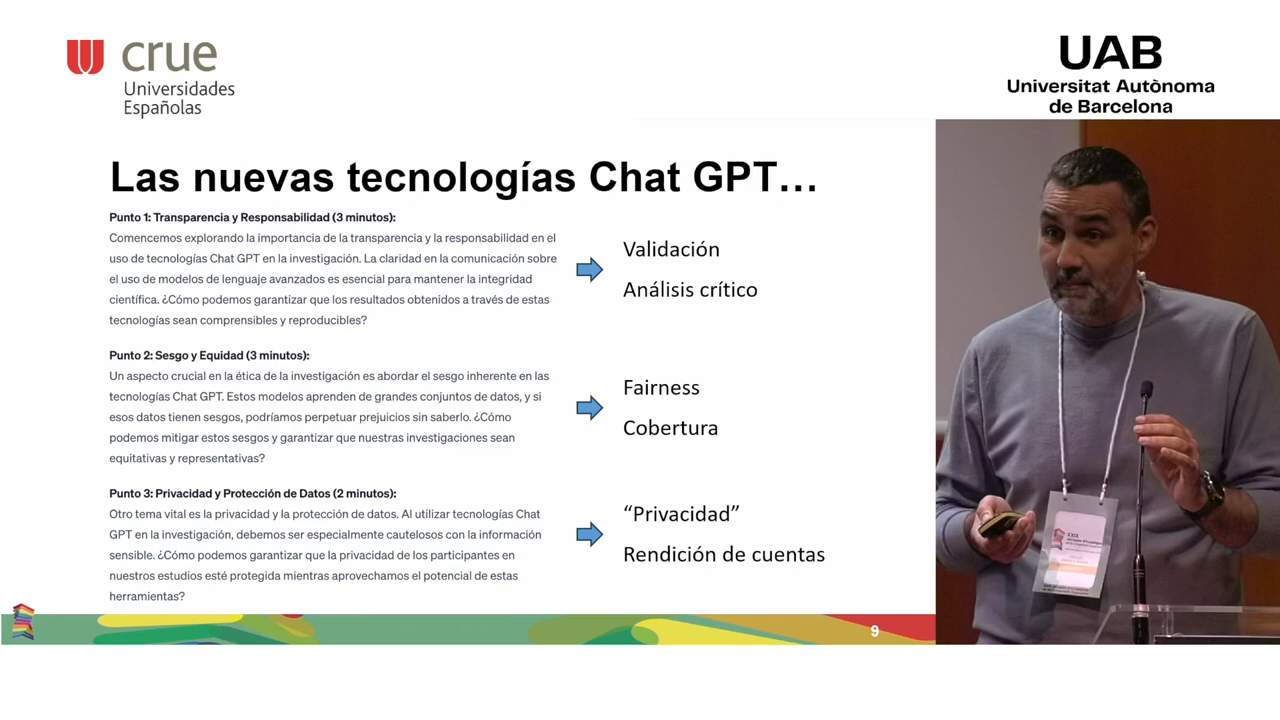 crue
Universidades
Españolas
UAB
Universitat Autònoma
de Barcelona
Las nuevas tecnologías Chat GPT…
Punto 1: Transparencia y Responsabilidad (3 minutos):
Comencemos explorando la importancia de la transparencia y la responsabilidad en el
uso de tecnologías Chat GPT en la investigación. La claridad en la comunicación sobre
el uso de modelos de lenguaje avanzados es esencial para mantener la integridad
científica. ¿Cómo podemos garantizar que los resultados obtenidos a través de estas
tecnologías sean comprensibles y reproducibles?
Validación
Análisis crítico
Punto 2: Sesgo y Equidad (3 minutos):
Un aspecto crucial en la ética de la investigación es abordar el sesgo inherente en las
tecnologías Chat GPT. Estos modelos aprenden de grandes conjuntos de datos, y si
esos datos tienen sesgos, podríamos perpetuar prejuicios sin saberlo. ¿Cómo
podemos mitigar estos sesgos y garantizar que nuestras investigaciones sean
equitativas y representativas?
Fairness
Cobertura
Punto 3: Privacidad y Protección de Datos (2 minutos):
Otro tema vital es la privacidad y la protección de datos. Al utilizar tecnologías Chat
GPT en la investigación, debemos ser especialmente cautelosos con la información
sensible. ¿Cómo podemos garantizar que la privacidad de los participantes en
nuestros estudios esté protegida mientras aprovechamos el potencial de estas
herramientas?
“Privacidad”
Rendición de cuentas
9
XXIX